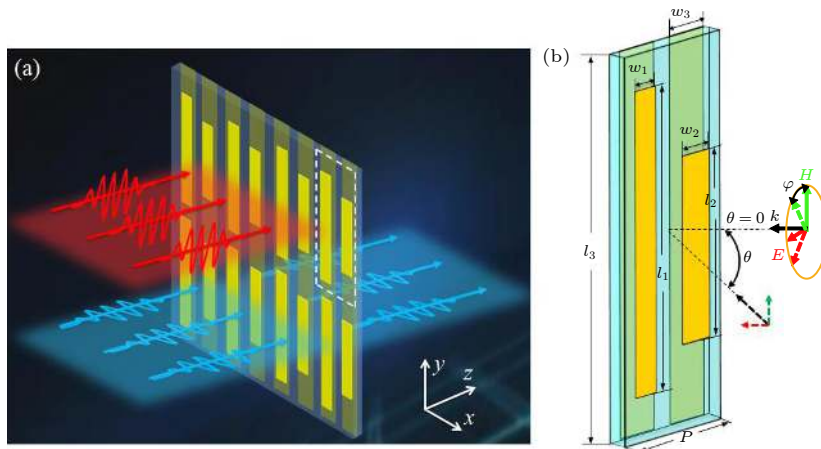 (a)
y
z
x
(b)
w₃
w₁
w₂
l₃
l₁
l₂
θ = 0
k
θ
φ
H
E
P